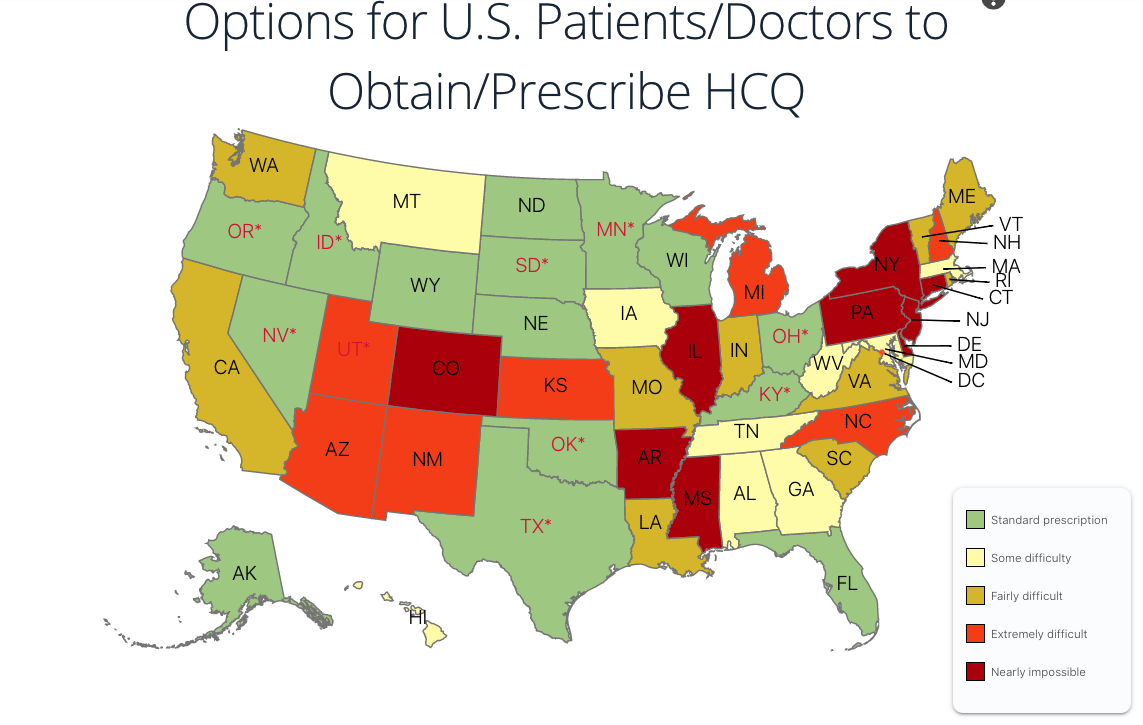 Options for U.S. Patients/Doctors to
Obtain/Prescribe HCQ
WA
MT
ND
MN*
ME
OR*
ID*
SD*
WI
VT
NH
WY
NY
MA
RI
CT
MI
NE
IA
PA
NJ
NV*
UT*
CO
IL
IN
OH*
DE
MD
DC
CA
KS
MO
WV
VA
KY*
AZ
NM
OK*
AR
TN
NC
SC
TX*
LA
MS
AL
GA
FL
AK
HI
Standard prescription
Some difficulty
Fairly difficult
Extremely difficult
Nearly impossible